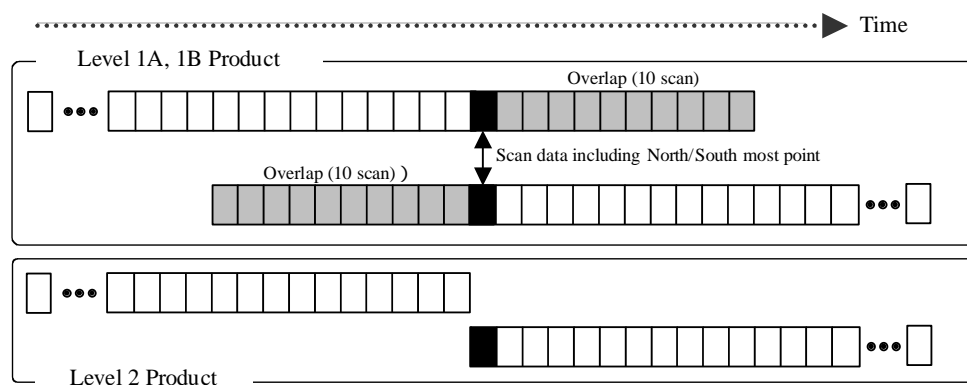 Time
Level 1A, 1B Product
Overlap (10 scan)
Scan data including North/South most point
Overlap (10 scan) )
Level 2 Product